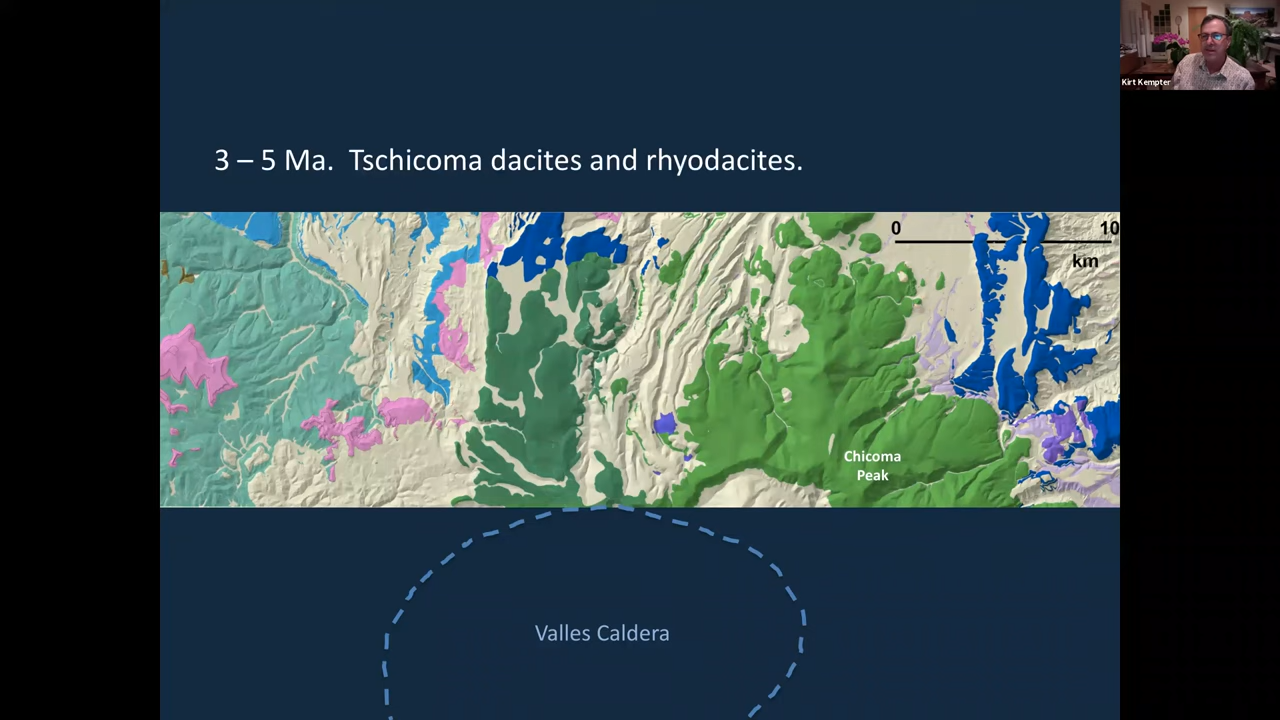 Kirt Kempter
3 – 5 Ma.  Tschicoma dacites and rhyodacites.
0 10
km
Chicoma
Peak
Valles Caldera